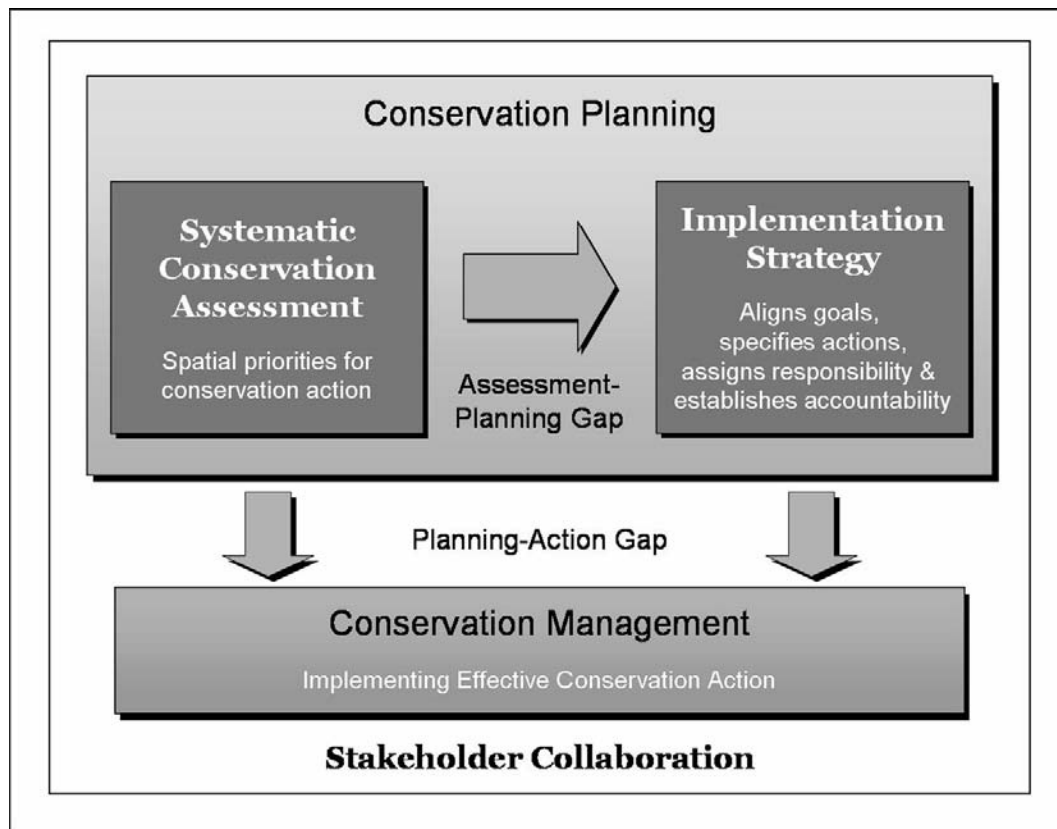 Conservation Planning
Systematic
Conservation
Assessment
Spatial priorities for
conservation action
Assessment-
Planning Gap
Implementation
Strategy
Aligns goals,
specifies actions,
assigns responsibility &
establishes accountability
Planning-Action Gap
Conservation Management
Implementing Effective Conservation Action
Stakeholder Collaboration